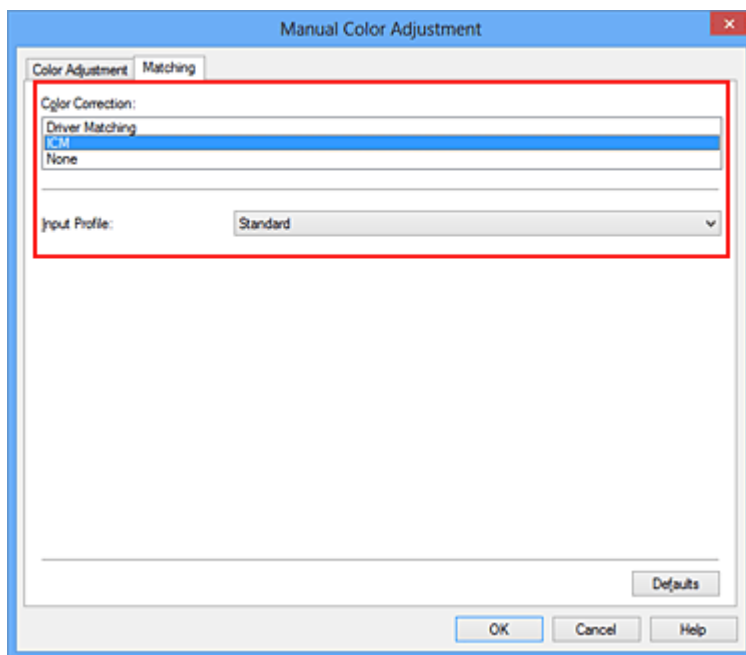 Manual Color Adjustment
Color Adjustment Matching
Color Correction:
Driver Matching
ICM
None
Input Profile: Standard
Defaults
OK Cancel Help